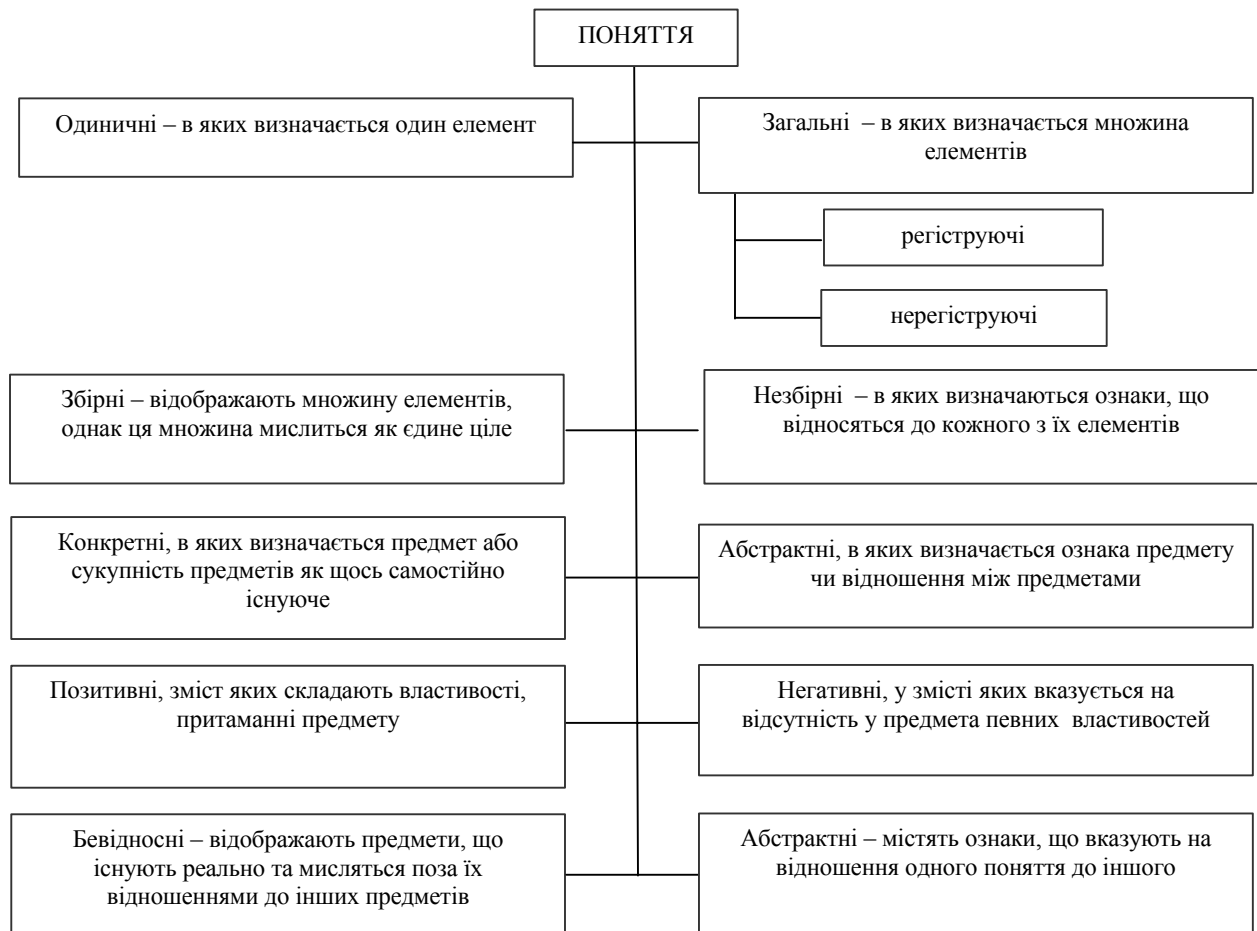 ПОНЯТТЯ
Одиничні – в яких визначається один елемент
Загальні – в яких визначається множина
елементів
регіструючі
нерегіструючі
Збірні – відображають множину елементів,
однак ця множина мислиться як єдине ціле
Незбірні – в яких визначаються ознаки, що
відносяться до кожного з їх елементів
Конкретні, в яких визначається предмет або
сукупність предметів як щось самостійно
існуюче
Абстрактні, в яких визначається ознака предмету
чи відношення між предметами
Позитивні, зміст яких складають властивості,
притаманні предмету
Негативні, у змісті яких вказується на
відсутність у предмета певних властивостей
Бевідносні – відображають предмети, що
існують реально та мисляться поза їх
відношеннями до інших предметів
Абстрактні – містять ознаки, що вказують на
відношення одного поняття до іншого